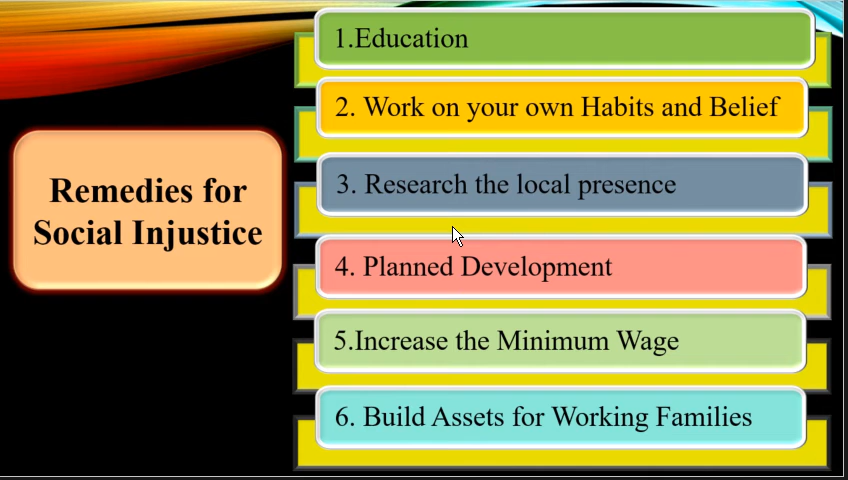 Remedies for
Social Injustice
1.Education
2. Work on your own Habits and Belief
3. Research the local presence
4. Planned Development
5.Increase the Minimum Wage
6. Build Assets for Working Families